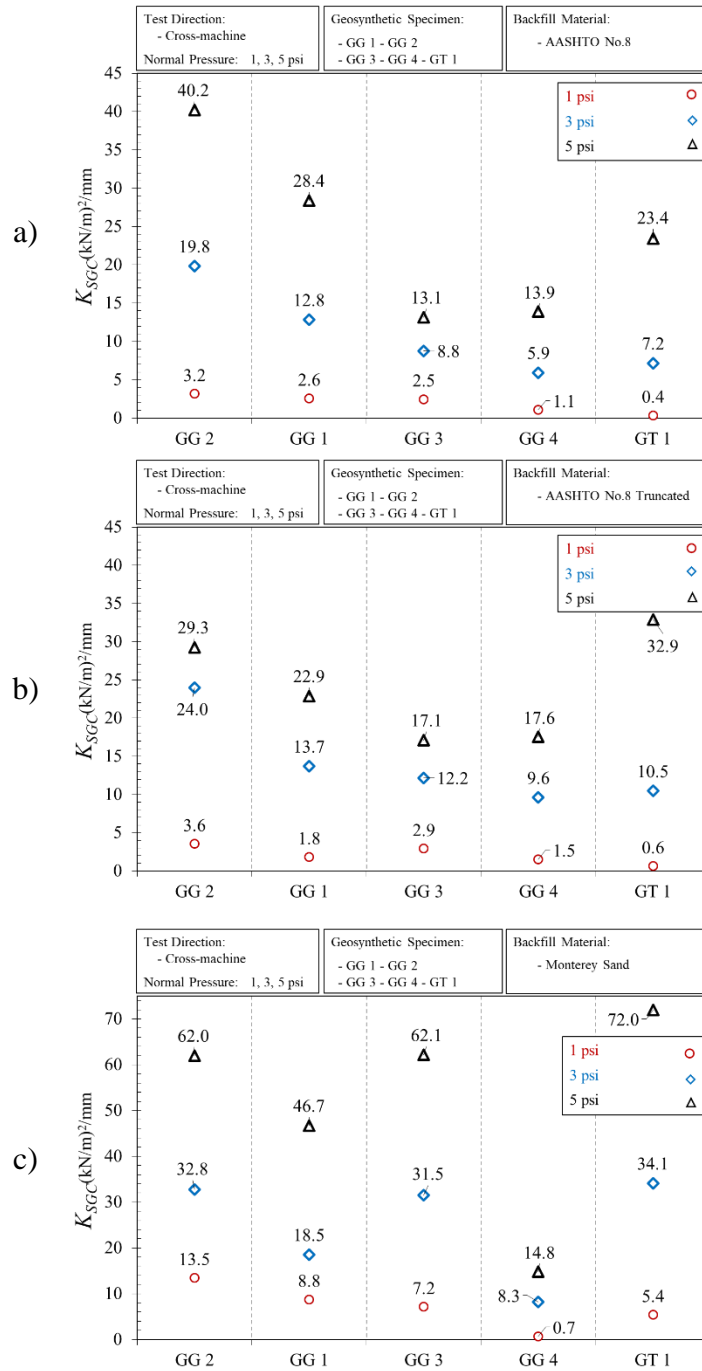 a)
Test Direction:
- Cross-machine
Normal Pressure: 1, 3, 5 psi
Geosynthetic Specimen:
- GG 1 - GG 2
- GG 3 - GG 4 - GT 1
Backfill Material:
- AASHTO No.8
K_SGC(kN/m)²/mm
45
40
35
30
25
20
15
10
5
0
1 psi
3 psi
5 psi
40.2
19.8
3.2
28.4
12.8
2.6
13.1
8.8
2.5
13.9
5.9
1.1
23.4
7.2
0.4
GG 2 GG 1 GG 3 GG 4 GT 1
b)
Test Direction:
- Cross-machine
Normal Pressure: 1, 3, 5 psi
Geosynthetic Specimen:
- GG 1 - GG 2
- GG 3 - GG 4 - GT 1
Backfill Material:
- AASHTO No.8 Truncated
K_SGC(kN/m)²/mm
45
40
35
30
25
20
15
10
5
0
1 psi
3 psi
5 psi
29.3
24.0
3.6
22.9
13.7
1.8
17.1
12.2
2.9
17.6
9.6
1.5
32.9
10.5
0.6
GG 2 GG 1 GG 3 GG 4 GT 1
c)
Test Direction:
- Cross-machine
Normal Pressure: 1, 3, 5 psi
Geosynthetic Specimen:
- GG 1 - GG 2
- GG 3 - GG 4 - GT 1
Backfill Material:
- Monterey Sand
K_SGC(kN/m)²/mm
70
60
50
40
30
20
10
0
1 psi
3 psi
5 psi
62.0
32.8
13.5
46.7
18.5
8.8
62.1
31.5
7.2
14.8
8.3
0.7
72.0
34.1
5.4
GG 2 GG 1 GG 3 GG 4 GT 1